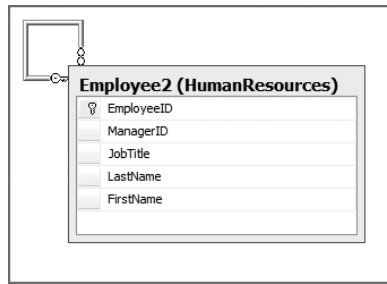 Employee2 (HumanResources)
EmployeeID
ManagerID
JobTitle
LastName
FirstName